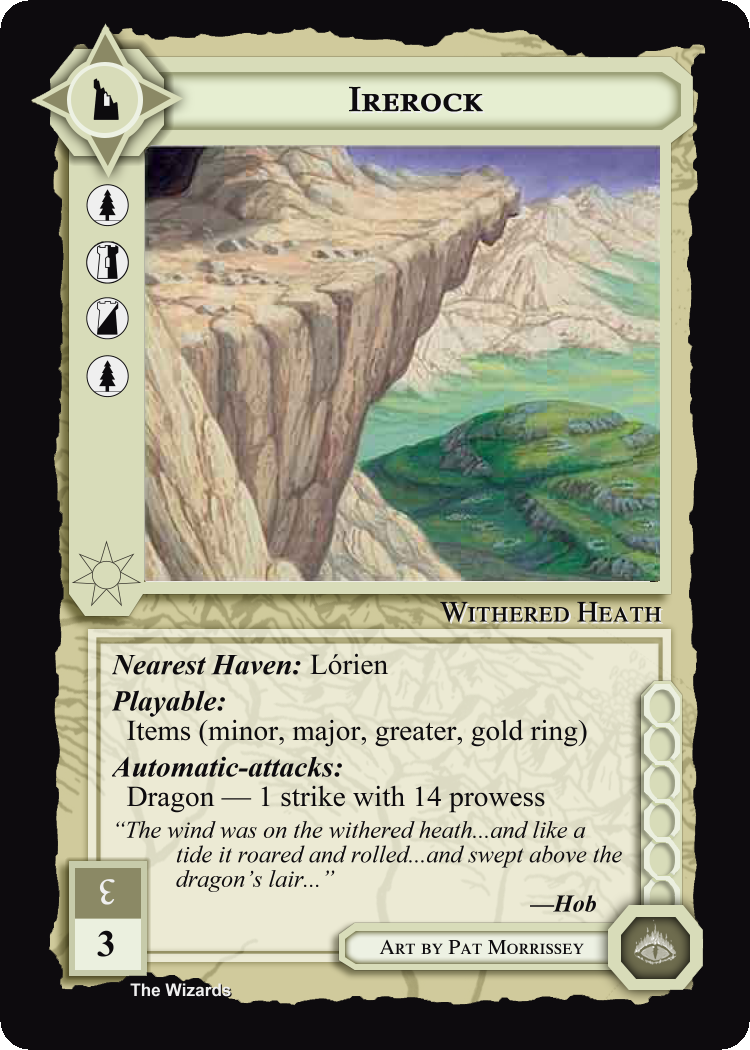 Irerock
Withered Heath
Nearest Haven: Lórien
Playable:
Items (minor, major, greater, gold ring)
Automatic-attacks:
Dragon — 1 strike with 14 prowess
“The wind was on the withered heath...and like a
tide it roared and rolled...and swept above the
dragon’s lair...”
—Hob
3
Art by Pat Morrissey
The Wizards